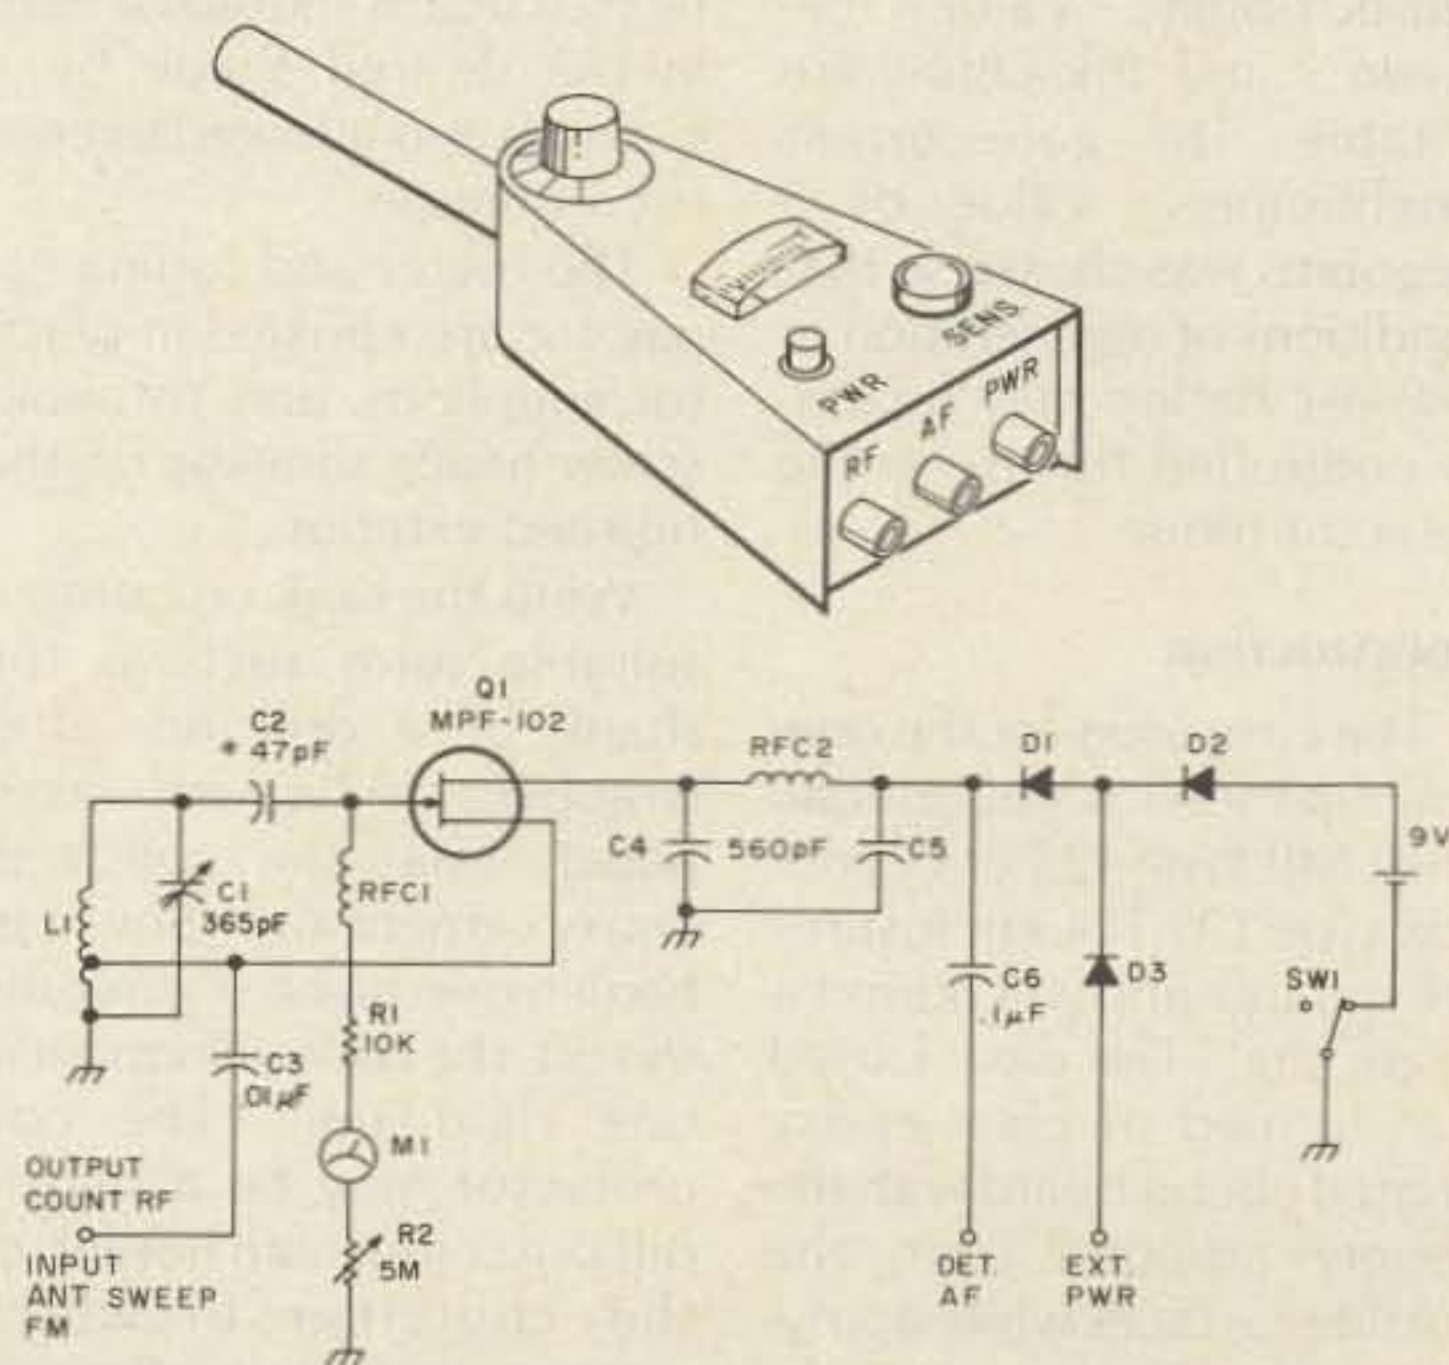 PWR
SENS.
RF
AF
PWR
Q1
MPF-102
C2
* 47pF
RFC2
D1
D2
9V
C4
560pF
C5
C1
365pF
RFC1
L1
C6
.1µF
D3
SW1
R1
10K
C3
.01µF
M1
R2
5M
OUTPUT
COUNT RF
INPUT
ANT SWEEP
FM
DET.
AF
EXT.
PWR